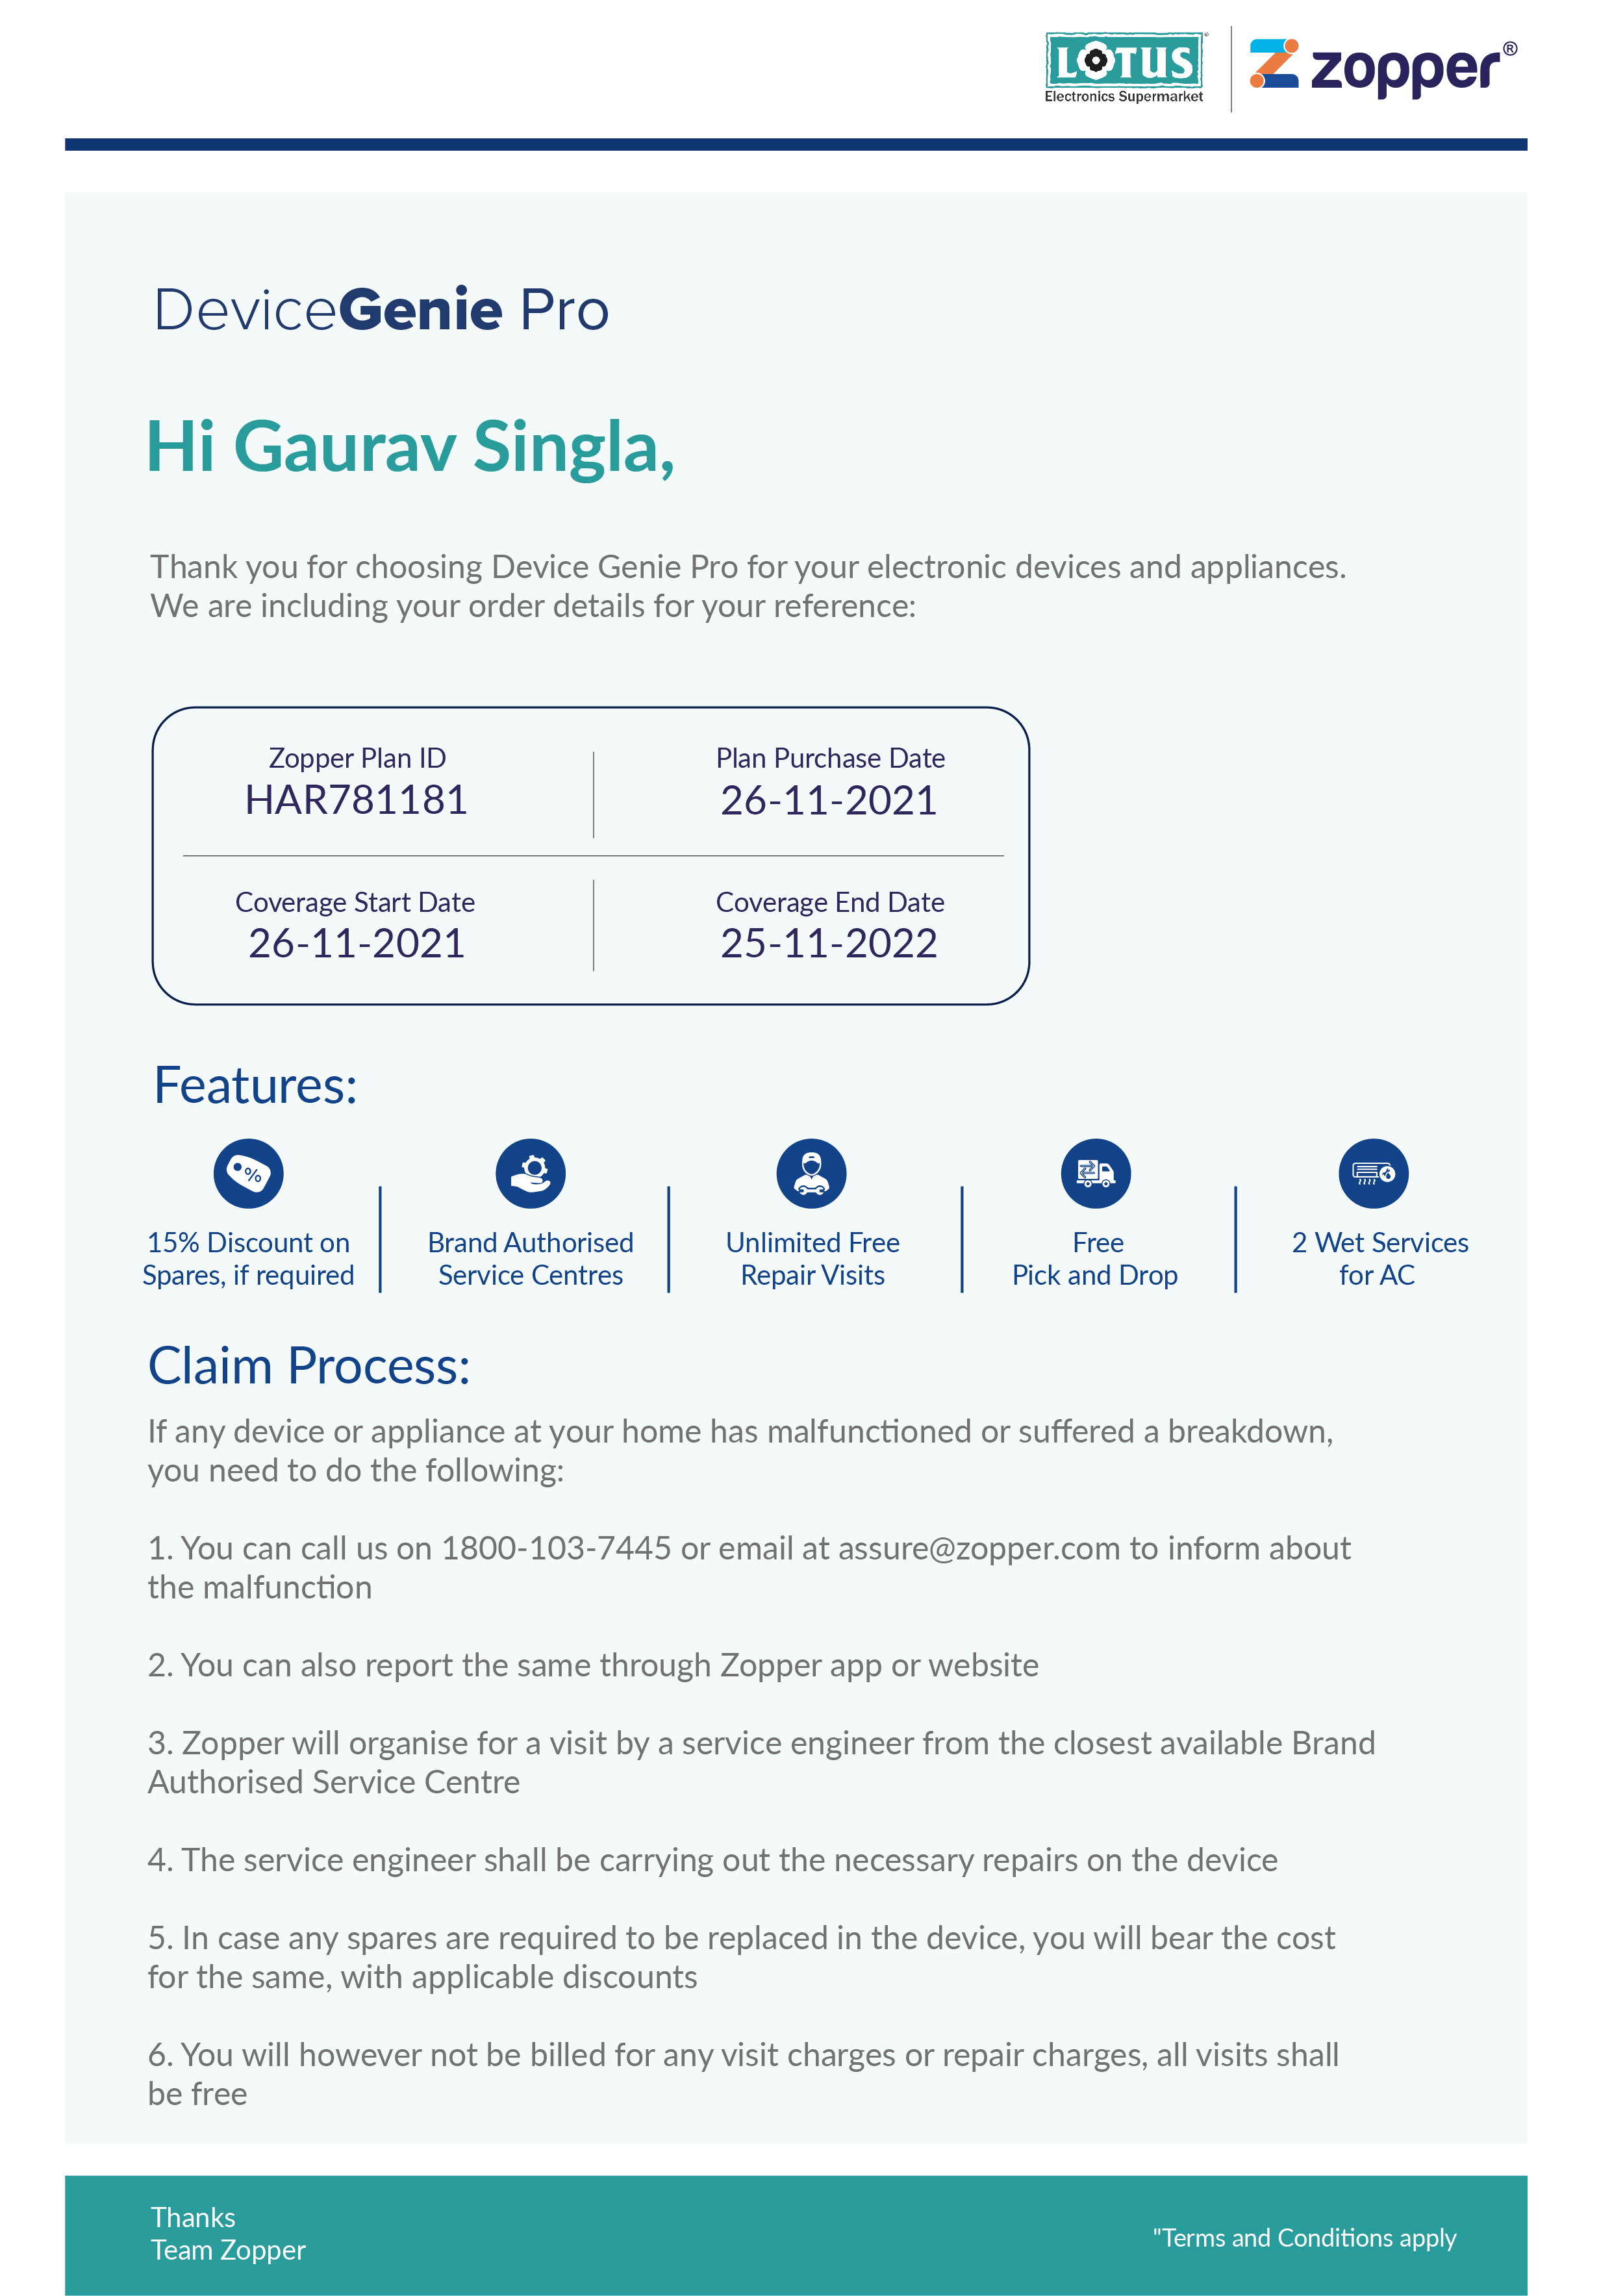 LOTUS
Electronics Supermarket
zopper®
DeviceGenie Pro
Hi Gaurav Singla,
Thank you for choosing Device Genie Pro for your electronic devices and appliances.
We are including your order details for your reference:
Zopper Plan ID
HAR781181
Plan Purchase Date
26-11-2021
Coverage Start Date
26-11-2021
Coverage End Date
25-11-2022
Features:
%
15% Discount on
Spares, if required
Brand Authorised
Service Centres
Unlimited Free
Repair Visits
Free
Pick and Drop
2 Wet Services
for AC
Claim Process:
If any device or appliance at your home has malfunctioned or suffered a breakdown,
you need to do the following:
1. You can call us on 1800-103-7445 or email at assure@zopper.com to inform about
the malfunction
2. You can also report the same through Zopper app or website
3. Zopper will organise for a visit by a service engineer from the closest available Brand
Authorised Service Centre
4. The service engineer shall be carrying out the necessary repairs on the device
5. In case any spares are required to be replaced in the device, you will bear the cost
for the same, with applicable discounts
6. You will however not be billed for any visit charges or repair charges, all visits shall
be free
Thanks
Team Zopper
"Terms and Conditions apply